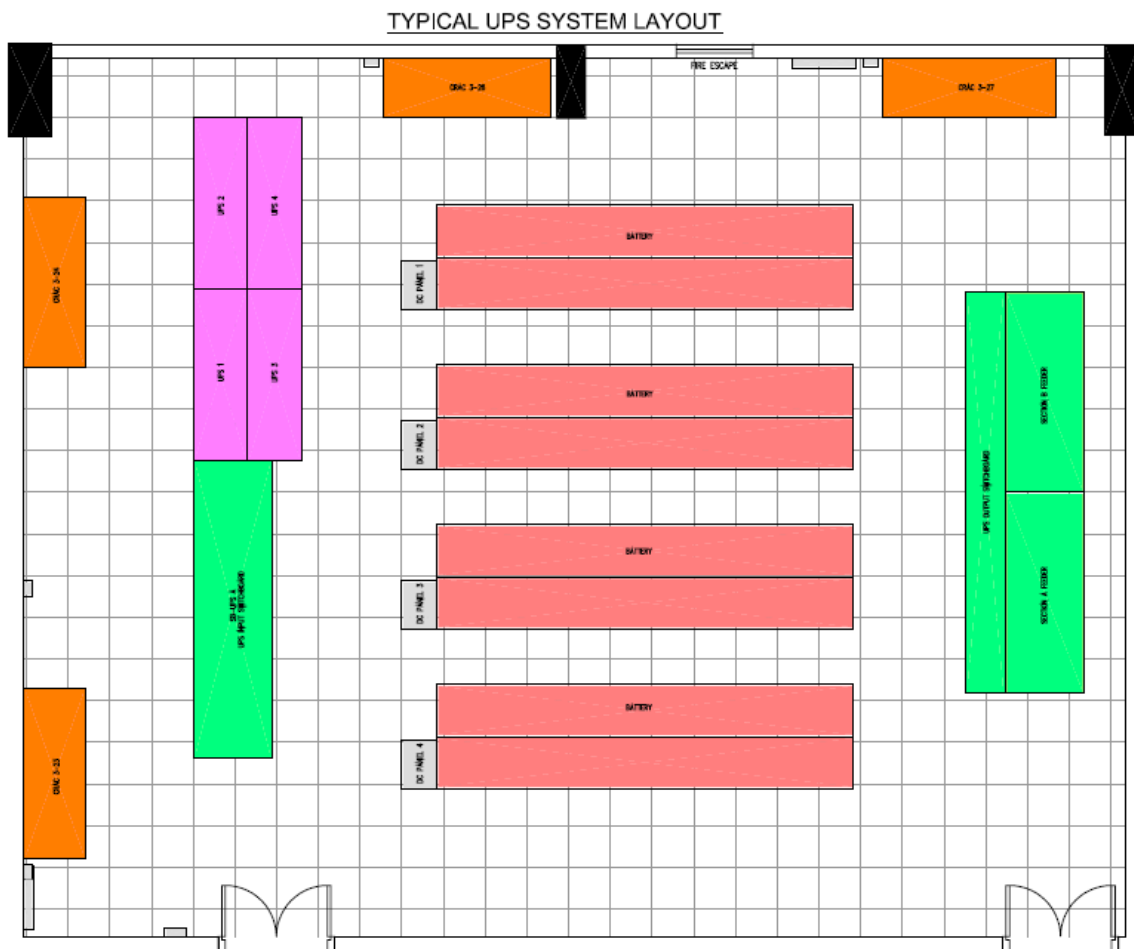 TYPICAL UPS SYSTEM LAYOUT
FIRE ESCAPE
CRAC 3-26
CRAC 3-27
UPS 2
UPS 4
CRAC 3-24
BATTERY
DC PANEL 1
UPS 1
UPS 3
BATTERY
DC PANEL 2
SECTION B FEEDER
UPS OUTPUT SWITCHBOARD
SB-UPS A
UPS INPUT SWITCHBOARD
BATTERY
DC PANEL 3
SECTION A FEEDER
BATTERY
DC PANEL 4
CRAC 3-23